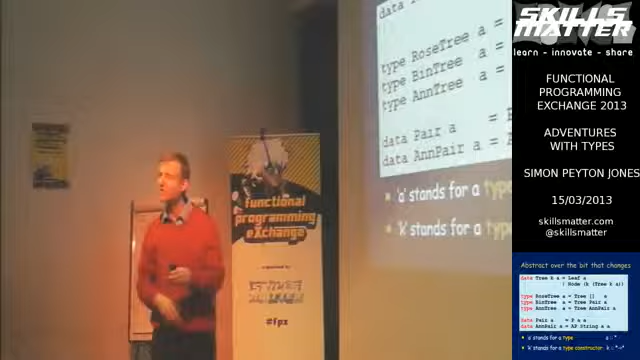 data
type RoseTree a =
type BinTree a =
type AnnTree a =
data Pair a =
data AnnPair a =
'a' stands for a type
'k' stands for a type
functional
programming
eXchange
#fpx
SKILLS
MATTER
learn - innovate - share
FUNCTIONAL
PROGRAMMING
EXCHANGE 2013
ADVENTURES
WITH TYPES
SIMON PEYTON JONES
15/03/2013
skillsmatter.com
@skillsmatter
Abstract over the bit that changes
data Tree k a = Leaf a
| Node (k (Tree k a))
type RoseTree a = Tree [] a
type BinTree a = Tree Pair a
type AnnTree a = Tree AnnPair a
data Pair a = P a a
data AnnPair a = AP String a a
'a' stands for a type
'k' stands for a type constructor